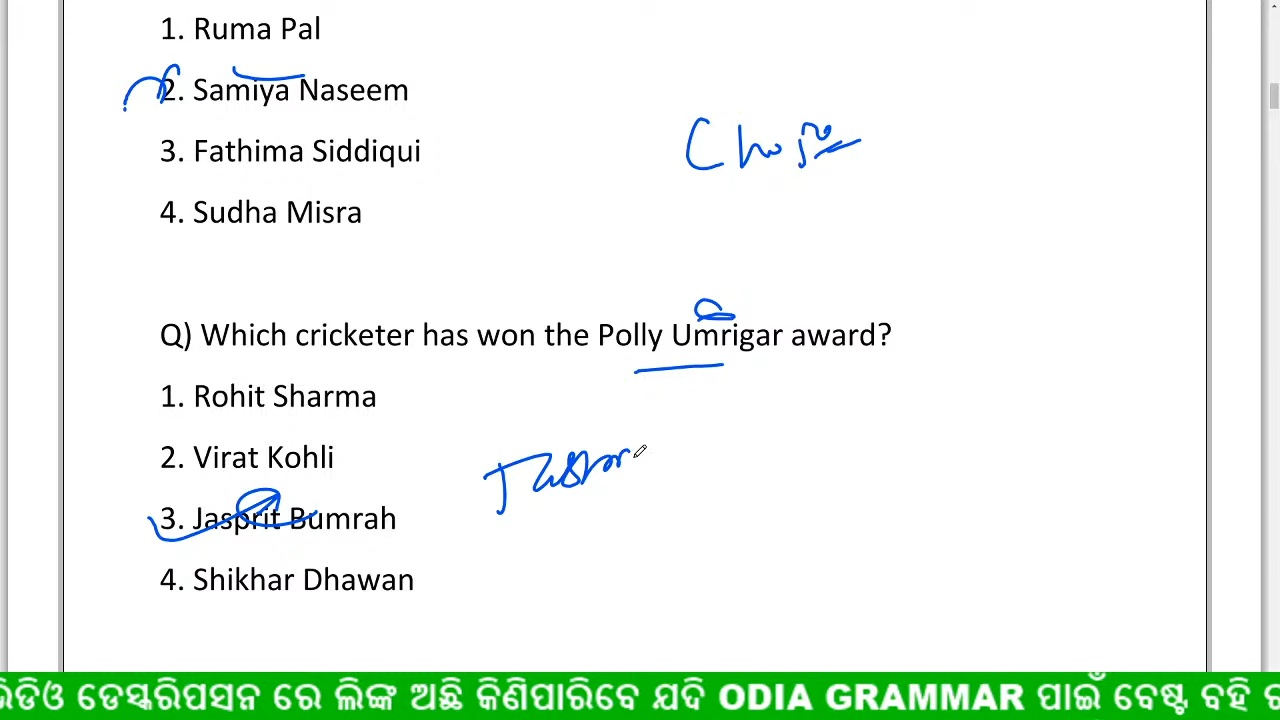 1. Ruma Pal
2. Samiya Naseem
3. Fathima Siddiqui
4. Sudha Misra
Q) Which cricketer has won the Polly Umrigar award?
1. Rohit Sharma
2. Virat Kohli
3. Jasprit Bumrah
4. Shikhar Dhawan
ଭିଡିଓ ଡେସ୍କରିପସନ ରେ ଲିଙ୍କ ଅଛି କିଣିପାରିବେ ଯଦି ODIA GRAMMAR ପାଇଁ ବେଷ୍ଟ ବହି